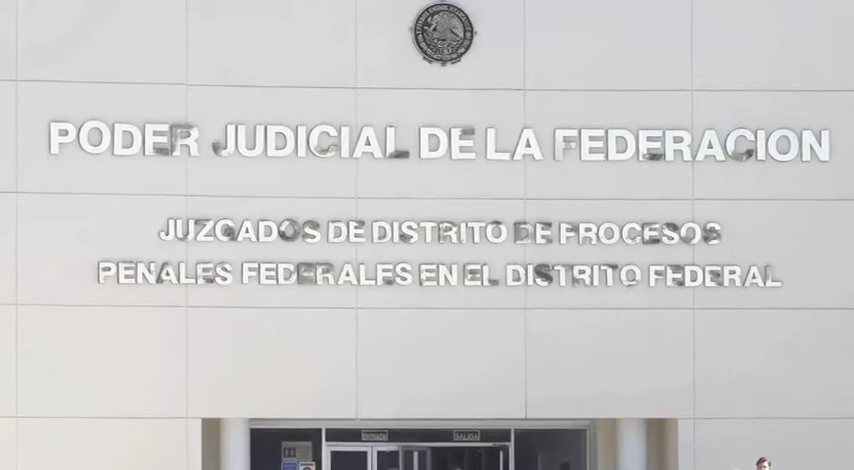 PODER JUDICIAL DE LA FEDERACION
JUZGADOS DE DISTRITO DE PROCESOS
PENALES FEDERALES EN EL DISTRITO FEDERAL
ENTRADA
SALIDA